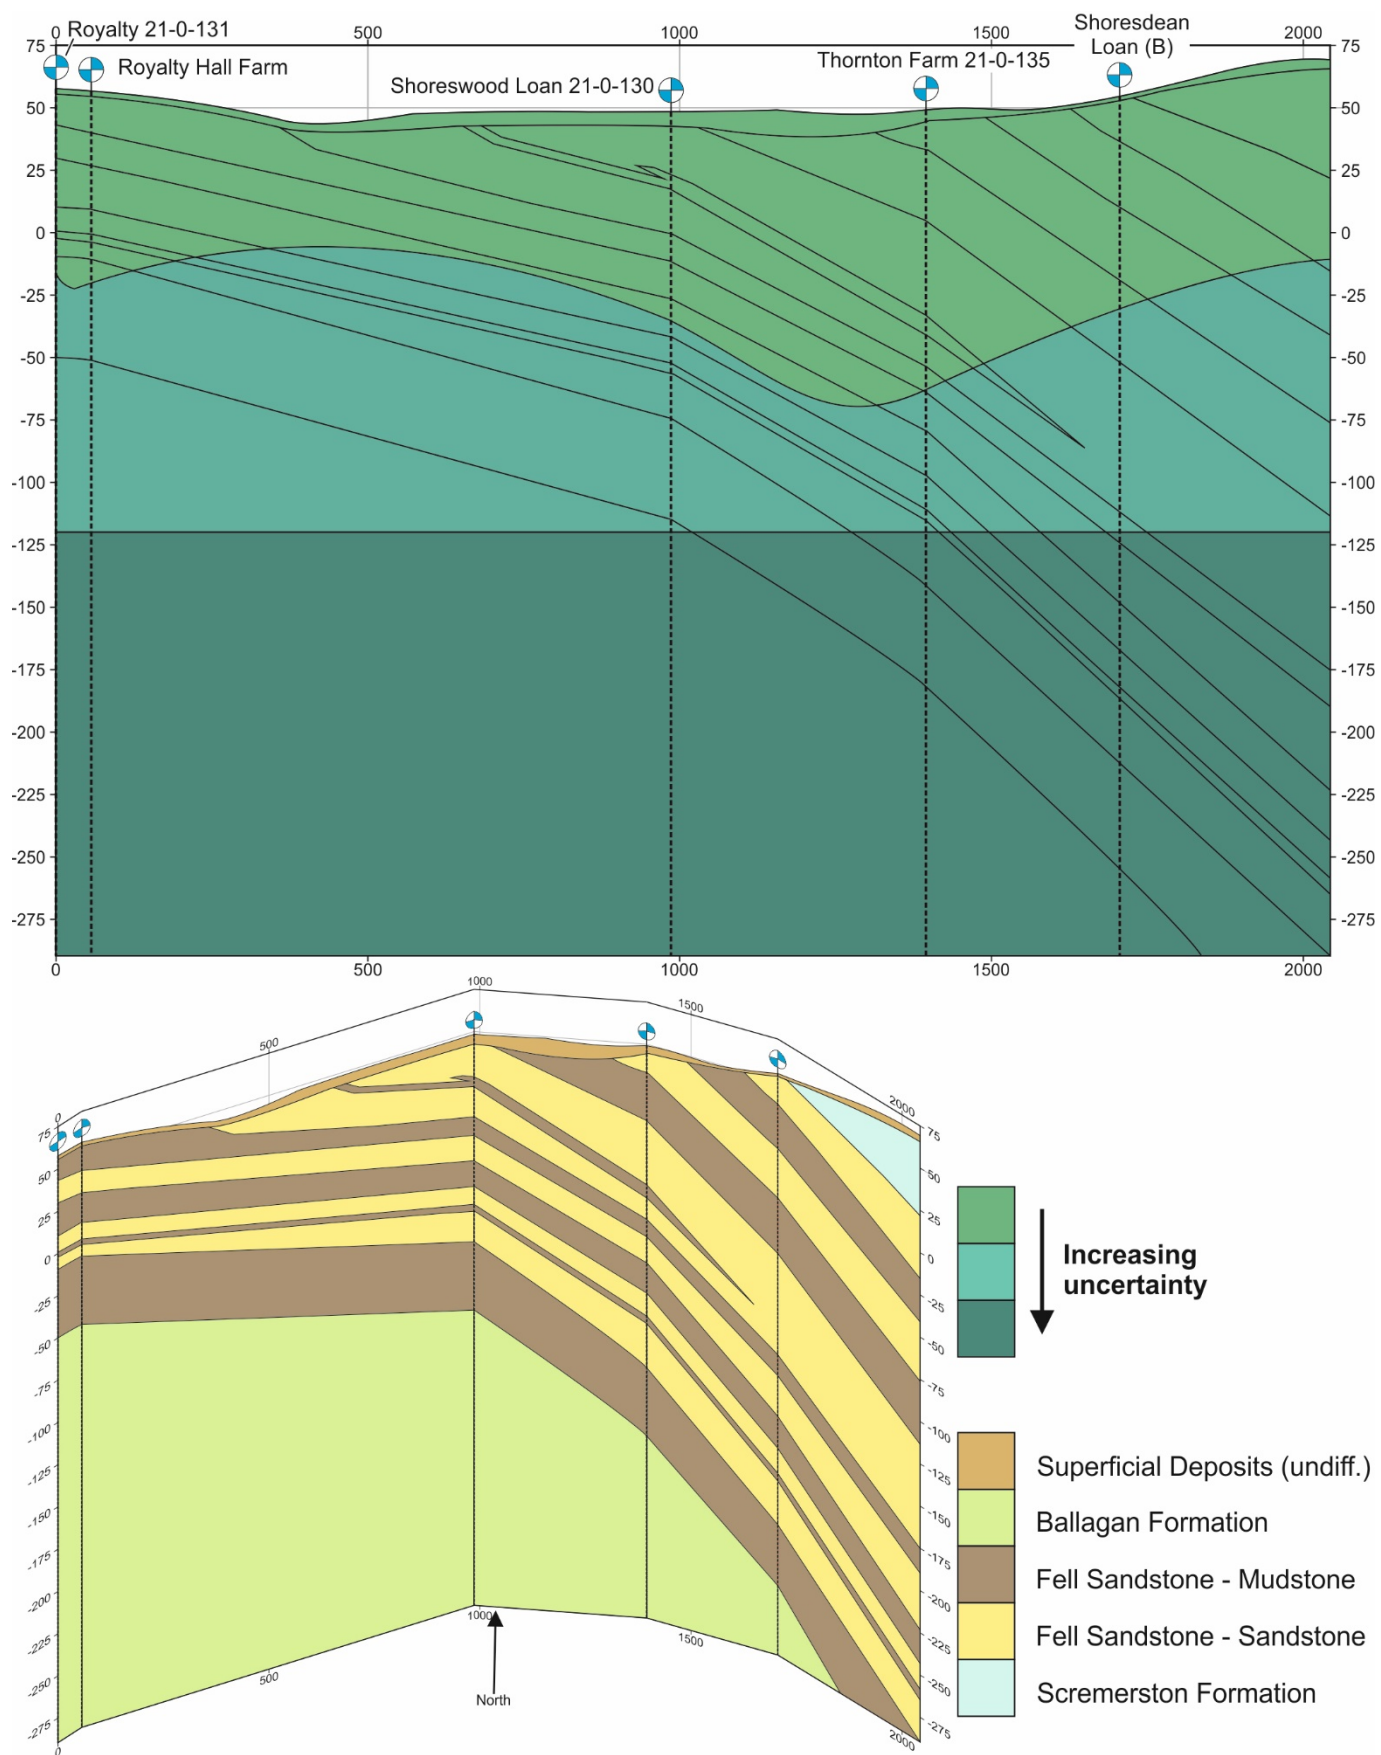 Royalty 21-0-131
Royalty Hall Farm
Shoreswood Loan 21-0-130
Thornton Farm 21-0-135
Shoresdean
Loan (B)
0 500 1000 1500 2000
75 75
50 50
25 25
0 0
-25 -25
-50 -50
-75 -75
-100 -100
-125 -125
-150 -150
-175 -175
-200 -200
-225 -225
-250 -250
-275 -275
0 500 1000 1500 2000
0 500 1000 1500 2000
75 75
50 50
25 25
0 0
-25 -25
-50 -50
-75 -75
-100 -100
-125 -125
-150 -150
-175 -175
-200 -200
-225 -225
-250 -250
-275 -275
0 500 1000 1500 2000
North
Increasing
uncertainty
Superficial Deposits (undiff.)
Ballagan Formation
Fell Sandstone - Mudstone
Fell Sandstone - Sandstone
Scremerston Formation